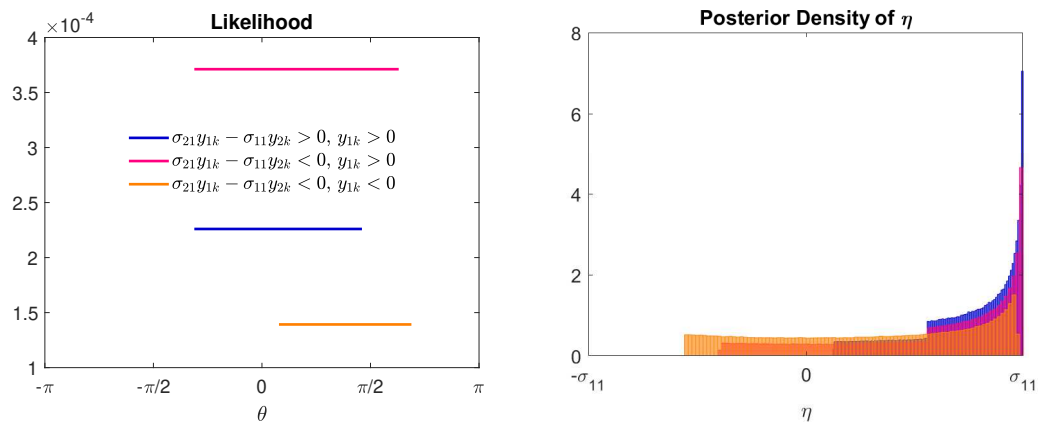 Likelihood
×10⁻⁴
4
3.5
3
2.5
2
1.5
1
σ₂₁y₁ₖ − σ₁₁y₂ₖ > 0, y₁ₖ > 0
σ₂₁y₁ₖ − σ₁₁y₂ₖ < 0, y₁ₖ > 0
σ₂₁y₁ₖ − σ₁₁y₂ₖ < 0, y₁ₖ < 0
-π -π/2 0 π/2 π
θ
Posterior Density of η
8
6
4
2
0
-σ₁₁ 0 σ₁₁
η